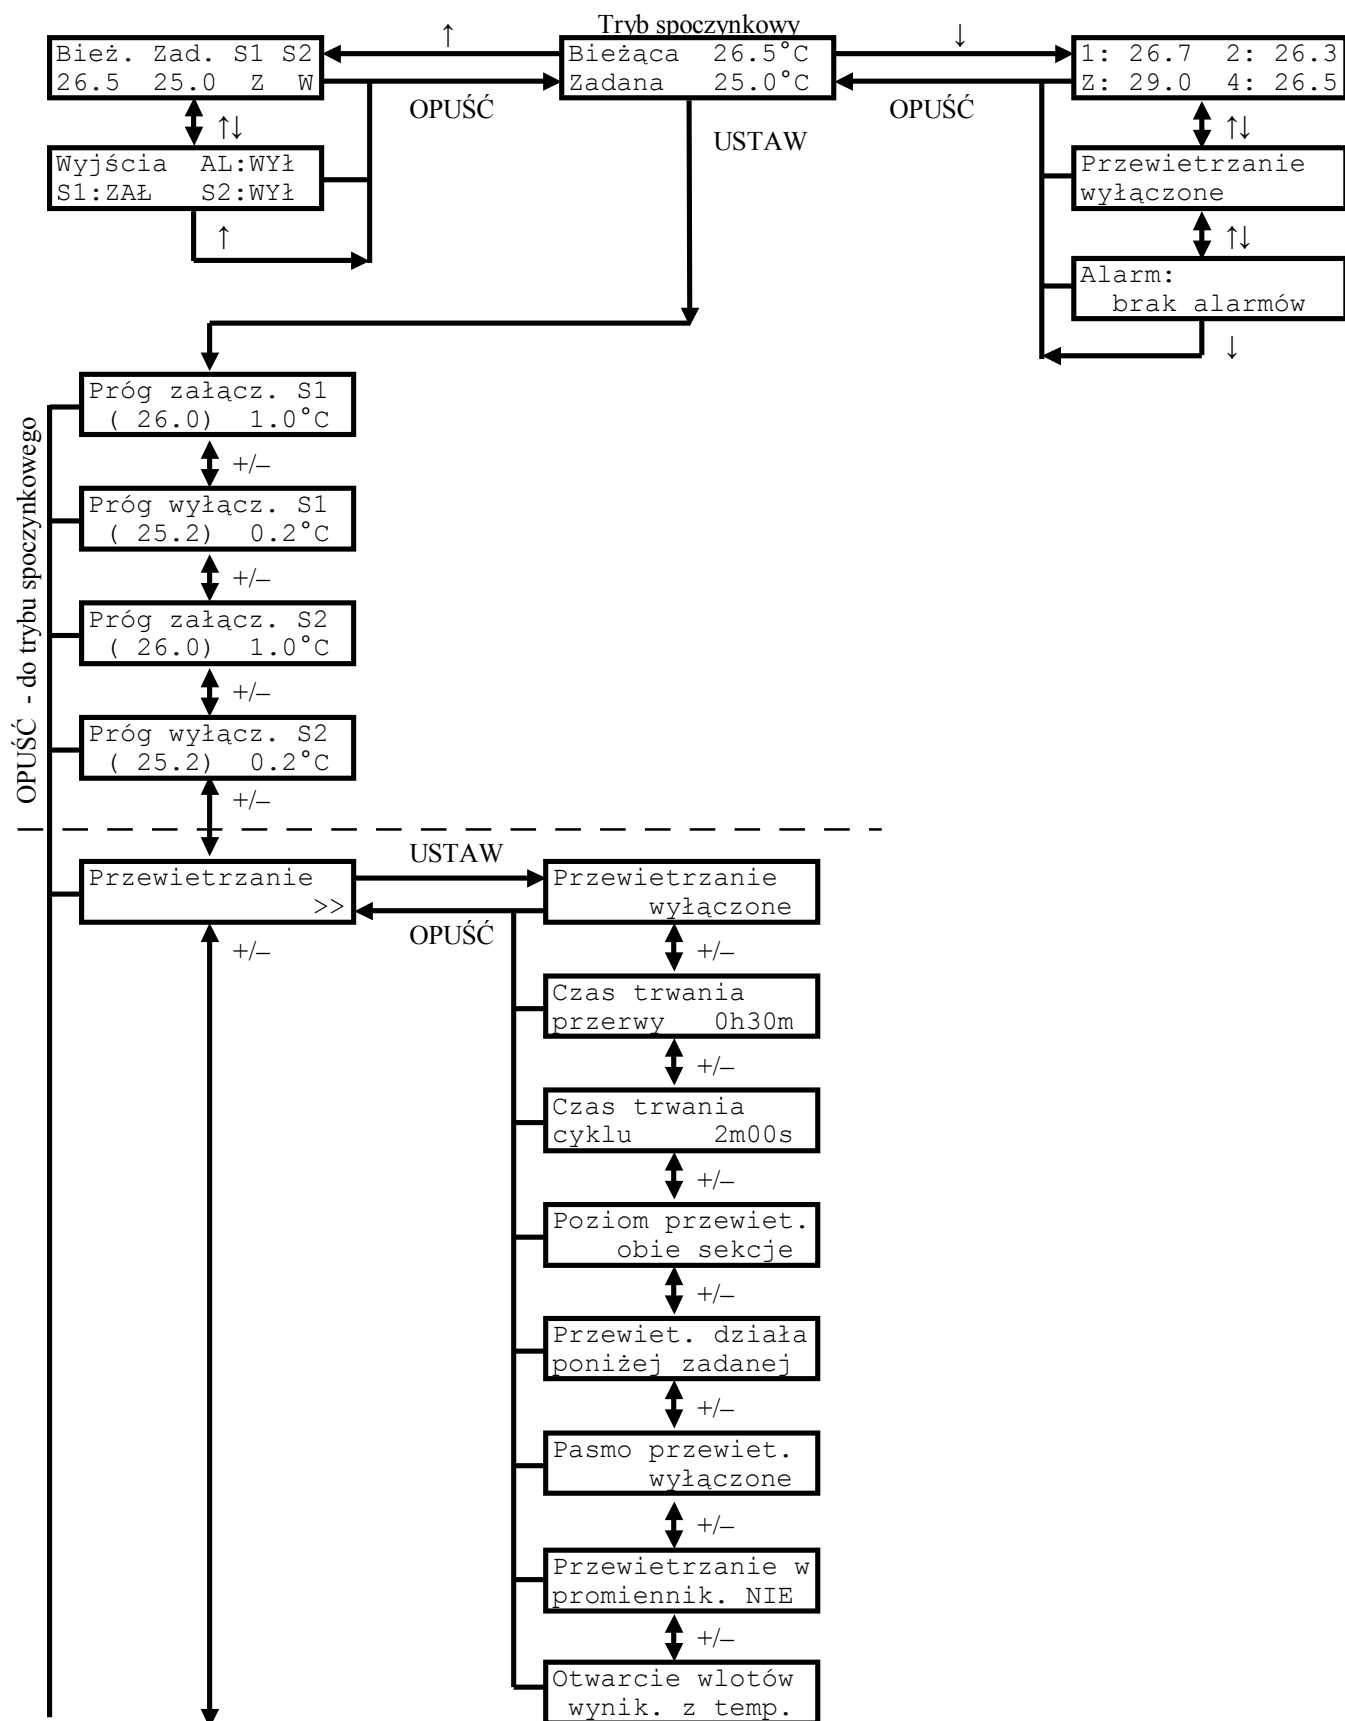 Tryb spoczynkowy
Bież. Zad. S1 S2
26.5 25.0 Z W
↑
OPUŚĆ
Bieżąca 26.5°C
Zadana 25.0°C
↓
OPUŚĆ
1: 26.7 2: 26.3
Z: 29.0 4: 26.5
↑↓
Wyjścia AL:WYŁ
S1:ZAŁ S2:WYŁ
↑
USTAW
↑↓
Przewietrzanie
wyłączone
↑↓
Alarm:
brak alarmów
↓
OPUŚĆ - do trybu spoczynkowego
Próg załącz. S1
( 26.0) 1.0°C
+/–
Próg wyłącz. S1
( 25.2) 0.2°C
+/–
Próg załącz. S2
( 26.0) 1.0°C
+/–
Próg wyłącz. S2
( 25.2) 0.2°C
+/–
Przewietrzanie
>>
+/–
USTAW
OPUŚĆ
Przewietrzanie
wyłączone
+/–
Czas trwania
przerwy 0h30m
+/–
Czas trwania
cyklu 2m00s
+/–
Poziom przewiet.
obie sekcje
+/–
Przewiet. działa
poniżej zadanej
+/–
Pasmo przewiet.
wyłączone
+/–
Przewietrzanie w
promiennik. NIE
+/–
Otwarcie wlotów
wynik. z temp.